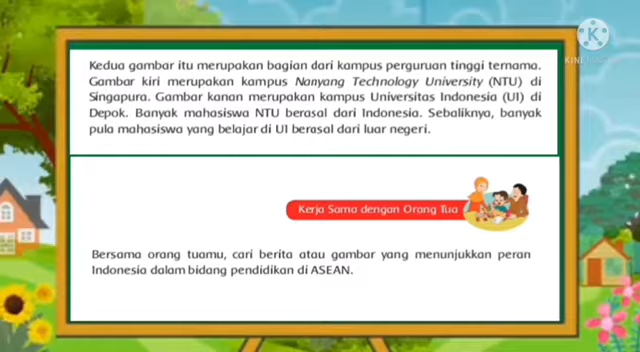 Kedua gambar itu merupakan bagian dari kampus perguruan tinggi ternama.
Gambar kiri merupakan kampus Nanyang Technology University (NTU) di
Singapura. Gambar kanan merupakan kampus Universitas Indonesia (UI) di
Depok. Banyak mahasiswa NTU berasal dari Indonesia. Sebaliknya, banyak
pula mahasiswa yang belajar di UI berasal dari luar negeri.
Kerja Sama dengan Orang Tua
Bersama orang tuamu, cari berita atau gambar yang menunjukkan peran
Indonesia dalam bidang pendidikan di ASEAN.
K